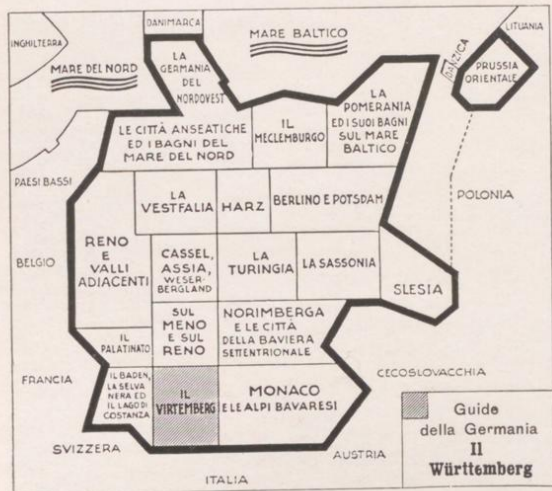 DANIMARCA
MARE BALTICO
LITUANIA
INGHILTERRA
MARE DEL NORD
LA
GERMANIA
DEL
NORDOVEST
DANZICA
PRUSSIA
ORIENTALE
LE CITTÀ ANSEATICHE
ED I BAGNI DEL
MARE DEL NORD
IL
MECLEMBURGO
LA
POMERANIA
ED I SUOI BAGNI
SUL MARE
BALTICO
PAESI BASSI
LA
VESTFALIA
HARZ
BERLINO E POTSDAM
POLONIA
BELGIO
RENO
E
VALLI
ADIACENTI
CASSEL,
ASSIA,
WESER-
BERGLAND
LA
TURINGIA
LA SASSONIA
SLESIA
IL
PALATINATO
SUL
MENO
E SUL
RENO
NORIMBERGA
E LE CITTÀ
DELLA BAVIERA
SETTENTRIONALE
FRANCIA
IL BADEN,
LA SELVA
NERA ED
IL LAGO DI
COSTANZA
IL
VIRTEMBERG
MONACO
E LE ALPI BAVARESI
CECOSLOVACCHIA
SVIZZERA
AUSTRIA
ITALIA
Guide
della Germania
Il
Württemberg